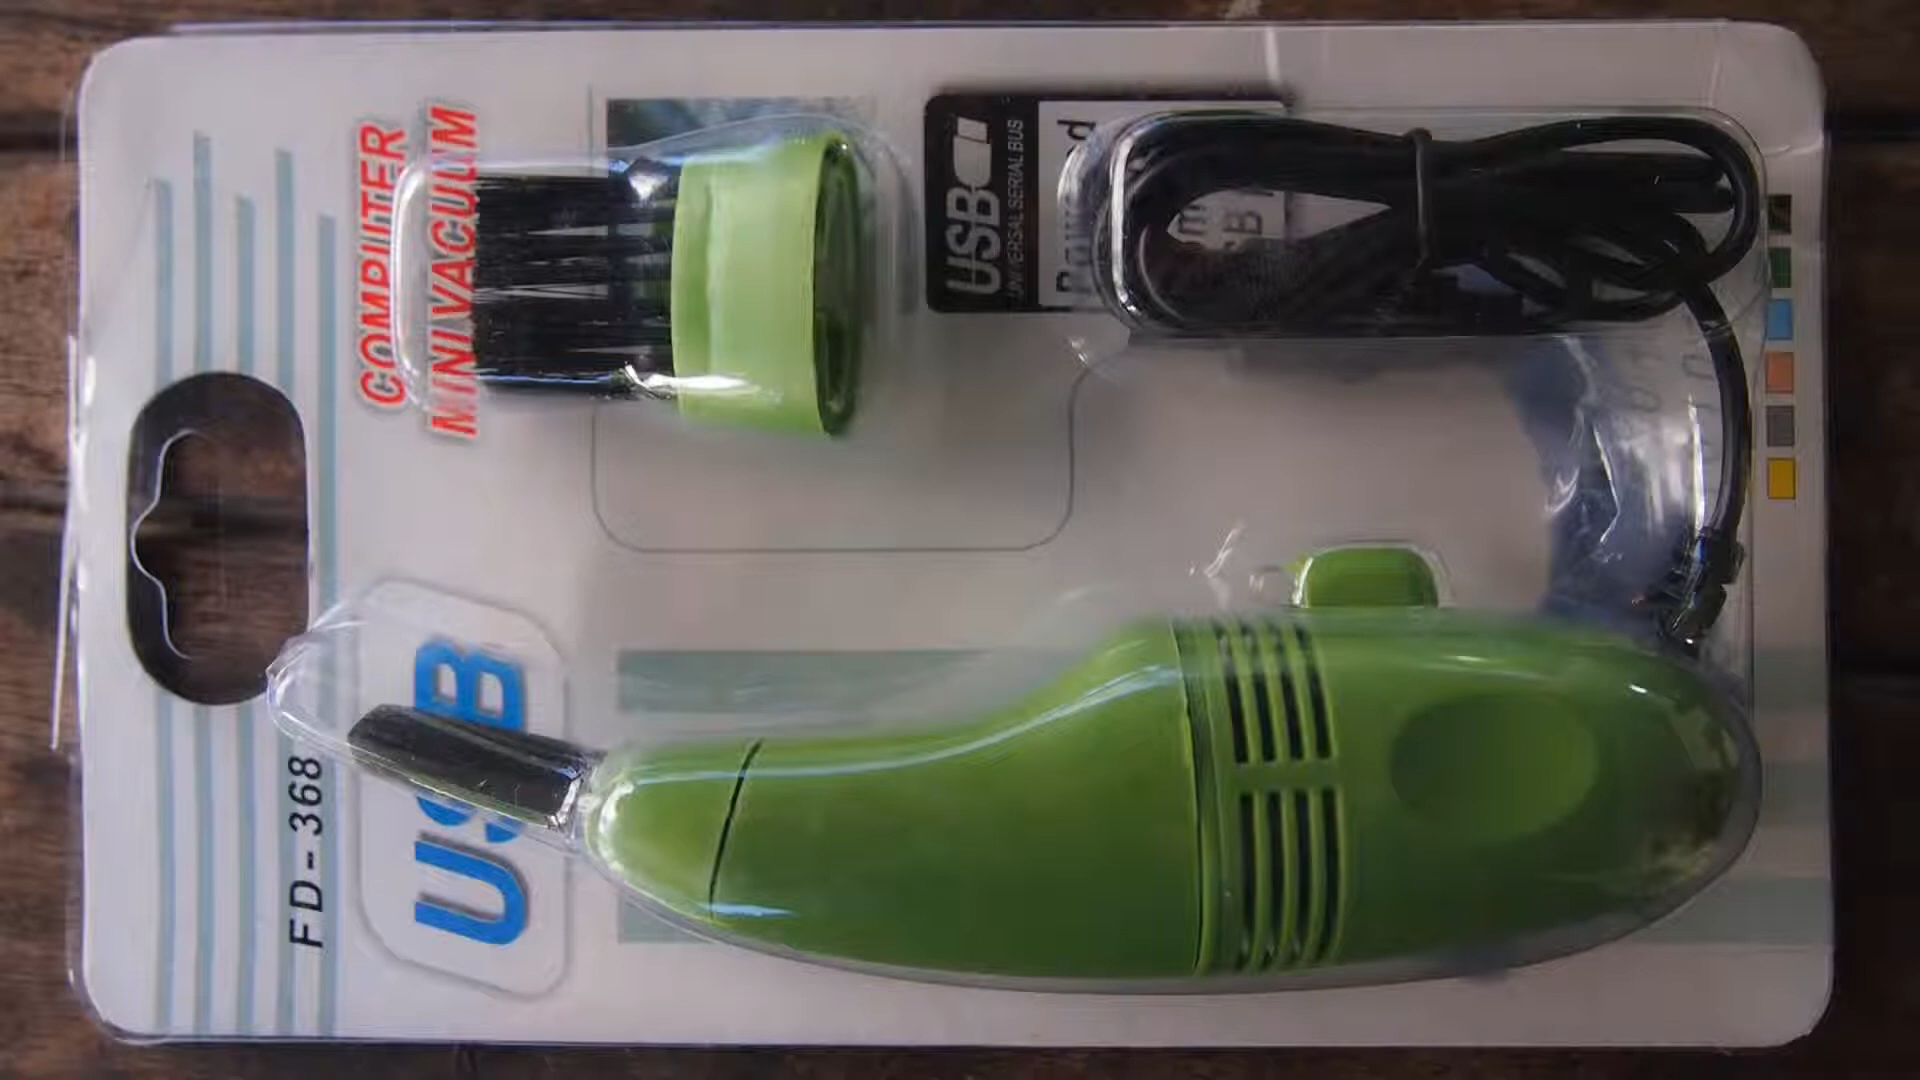 COMPUTER
MINI VACUUM
USB
UNIVERSAL SERIAL BUS
FD-368
USB